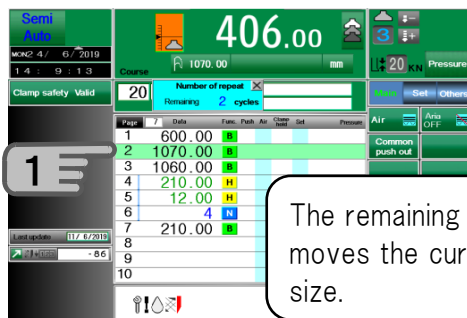 Semi
Auto
MON2 4/ 6/ 2019
14 : 9 : 13
Clamp safety Valid
406.00
Course
1070.00
mm
3
20 KN Pressure
20
Number of repeat
Remaining 2 cycles
Main Set Others
Page 7 Data Func. Push Air Clamp hold Set Pressure
Air
Aria OFF
Common
push out
1 600.00 B
2 1070.00 B
3 1060.00 B
4 210.00 H
5 12.00 H
6 4 N
7 210.00 B
8
9
10
1
Last update 11/ 6/2019
-86
The remaining
moves the cur
size.